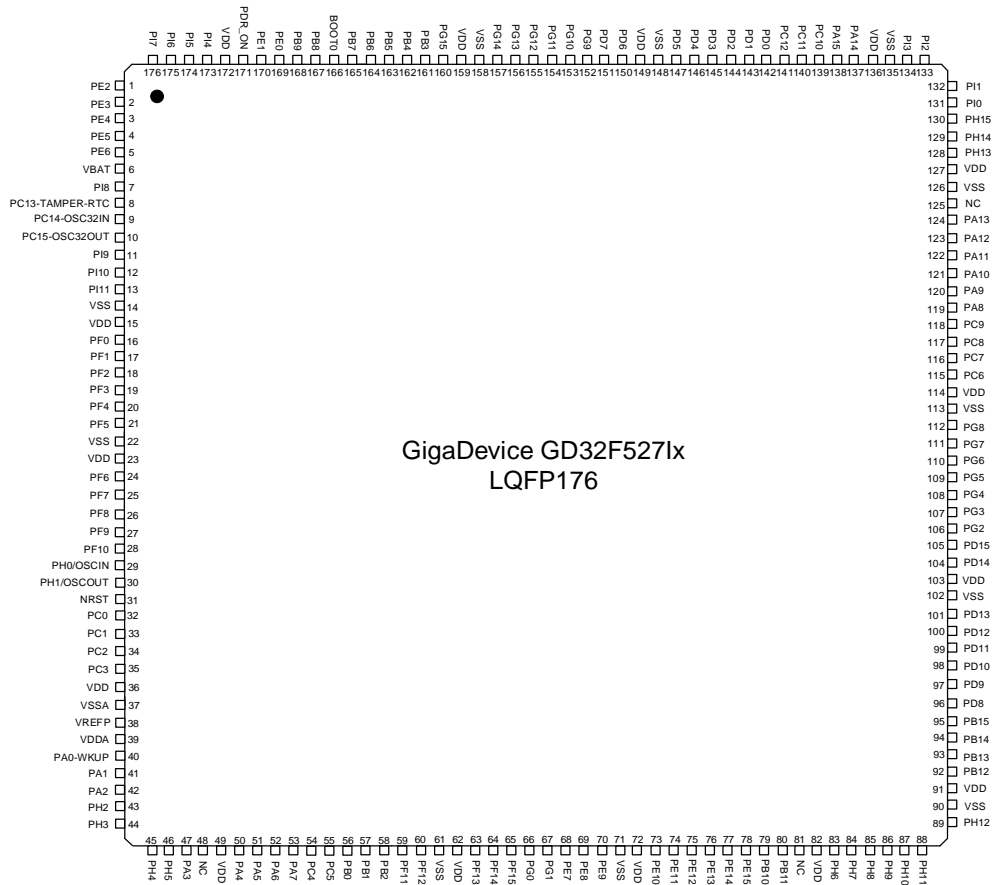 PI7 PI6 PI5 PI4 VDD PDR_ON PE1 PE0 PB9 PB8 BOOT0 PB7 PB6 PB5 PB4 PB3 PG15 VDD VSS PG14 PG13 PG12 PG11 PG10 PG9 PD7 PD6 VDD VSS PD5 PD4 PD3 PD2 PD1 PD0 PC12 PC11 PC10 PA15 PA14 VDD VSS PI3 PI2
176 175 174 173 172 171 170 169 168 167 166 165 164 163 162 161 160 159 158 157 156 155 154 153 152 151 150 149 148 147 146 145 144 143 142 141 140 139 138 137 136 135 134 133
PE2 1
PE3 2
PE4 3
PE5 4
PE6 5
VBAT 6
PI8 7
PC13-TAMPER-RTC 8
PC14-OSC32IN 9
PC15-OSC32OUT 10
PI9 11
PI10 12
PI11 13
VSS 14
VDD 15
PF0 16
PF1 17
PF2 18
PF3 19
PF4 20
PF5 21
VSS 22
VDD 23
PF6 24
PF7 25
PF8 26
PF9 27
PF10 28
PH0/OSCIN 29
PH1/OSCOUT 30
NRST 31
PC0 32
PC1 33
PC2 34
PC3 35
VDD 36
VSSA 37
VREFP 38
VDDA 39
PA0-WKUP 40
PA1 41
PA2 42
PH2 43
PH3 44
GigaDevice GD32F527Ix
LQFP176
132 PI1
131 PI0
130 PH15
129 PH14
128 PH13
127 VDD
126 VSS
125 NC
124 PA13
123 PA12
122 PA11
121 PA10
120 PA9
119 PA8
118 PC9
117 PC8
116 PC7
115 PC6
114 VDD
113 VSS
112 PG8
111 PG7
110 PG6
109 PG5
108 PG4
107 PG3
106 PG2
105 PD15
104 PD14
103 VDD
102 VSS
101 PD13
100 PD12
99 PD11
98 PD10
97 PD9
96 PD8
95 PB15
94 PB14
93 PB13
92 PB12
91 VDD
90 VSS
89 PH12
45 46 47 48 49 50 51 52 53 54 55 56 57 58 59 60 61 62 63 64 65 66 67 68 69 70 71 72 73 74 75 76 77 78 79 80 81 82 83 84 85 86 87 88
PH4 PH5 PA3 NC VDD PA4 PA5 PA6 PA7 PC4 PC5 PB0 PB1 PB2 PF11 PF12 VSS VDD PF13 PF14 PF15 PG0 PG1 PE7 PE8 PE9 VSS VDD PE10 PE11 PE12 PE13 PE14 PE15 PB10 PB11 NC VDD PH6 PH7 PH8 PH9 PH10 PH11